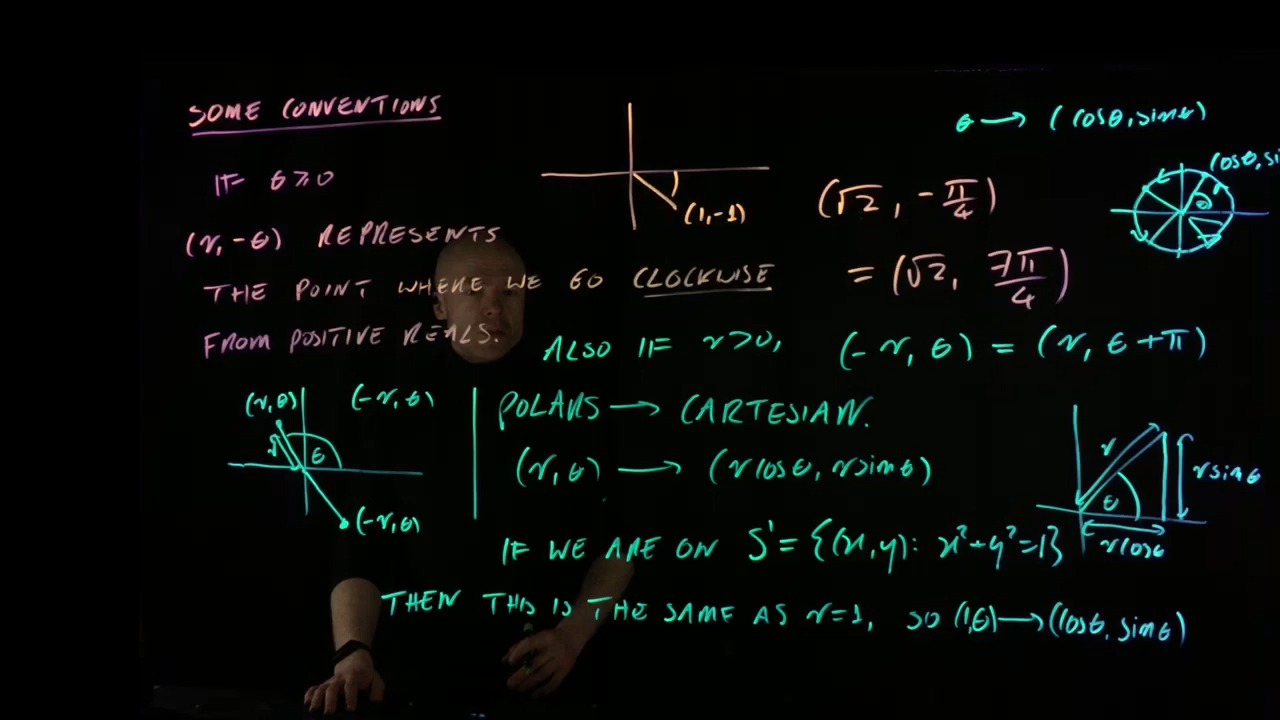 SOME CONVENTIONS
IF θ ⩾ 0
(r, -θ) REPRESENTS
THE POINT WHERE WE GO CLOCKWISE
FROM POSITIVE REALS.
(1, -1)
(√2, -π/4)
= (√2, 7π/4)
θ → (cosθ, sinθ)
(cosθ, si
θ
ALSO IF r>0, (-r, θ) = (r, θ+π)
(r, θ)
(-r, θ)
r
θ
(-r, θ)
POLARS → CARTESIAN.
(r, θ) → (rcosθ, rsinθ)
r
θ
rsinθ
rcosθ
IF WE ARE ON S¹ = {(x, y): x²+y²=1}
THEN THIS IS THE SAME AS r=1, SO (1,θ) → (cosθ, sinθ)